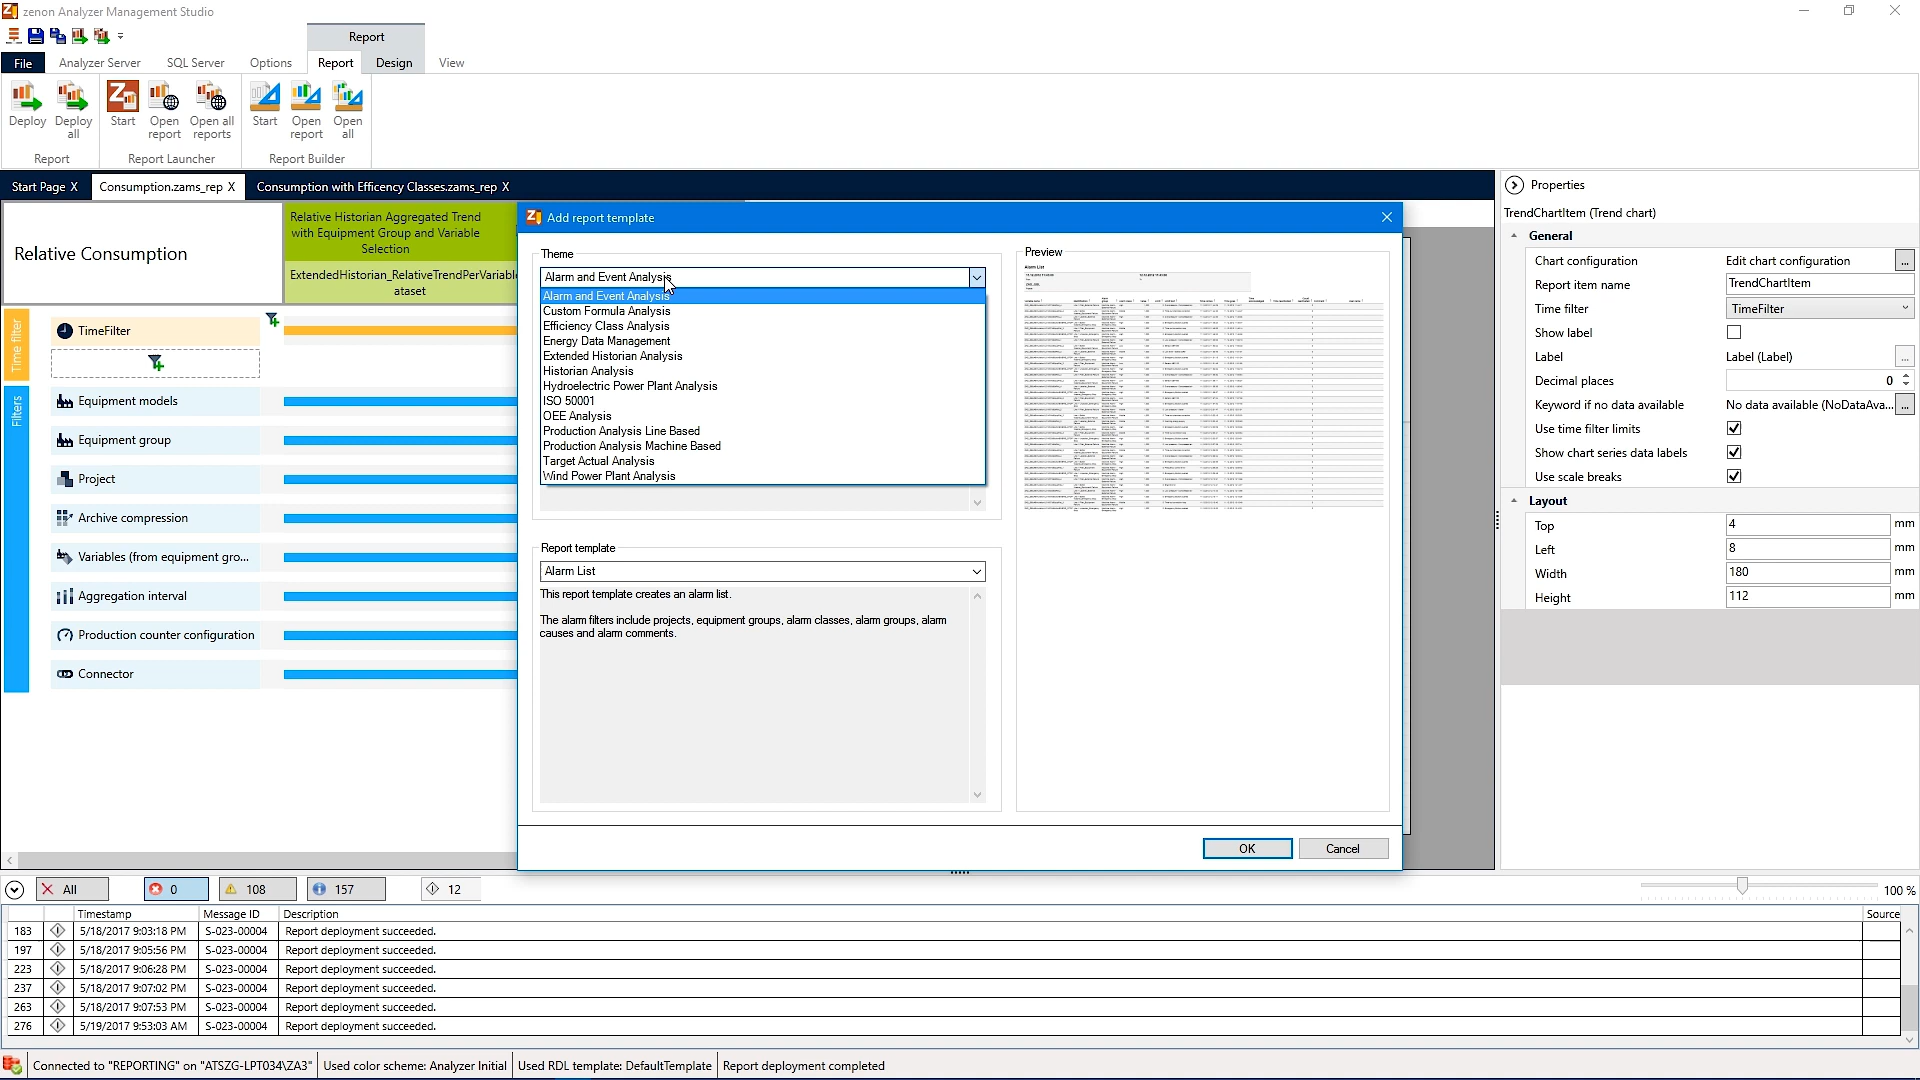 zenon Analyzer Management Studio
Report
File
Analyzer Server
SQL Server
Options
Report
Design
View
Deploy
Deploy all
Start
Open report
Open all reports
Start
Open report
Open all
Report
Report Launcher
Report Builder
Start Page X
Consumption.zams_rep X
Consumption with Efficency Classes.zams_rep X
Relative Consumption
Relative Historian Aggregated Trend
with Equipment Group and Variable
Selection
ExtendedHistorian_RelativeTrendPerVariable
ataset
Time filter
TimeFilter
Filters
Equipment models
Equipment group
Project
Archive compression
Variables (from equipment gro...
Aggregation interval
Production counter configuration
Connector
Add report template
Theme
Alarm and Event Analysis
Alarm and Event Analysis
Custom Formula Analysis
Efficiency Class Analysis
Energy Data Management
Extended Historian Analysis
Historian Analysis
Hydroelectric Power Plant Analysis
ISO 50001
OEE Analysis
Production Analysis Line Based
Production Analysis Machine Based
Target Actual Analysis
Wind Power Plant Analysis
Report template
Alarm List
This report template creates an alarm list.
The alarm filters include projects, equipment groups, alarm classes, alarm groups, alarm
causes and alarm comments.
Preview
Alarm List
OK
Cancel
Properties
TrendChartItem (Trend chart)
General
Chart configuration Edit chart configuration ...
Report item name TrendChartItem
Time filter TimeFilter
Show label
Label Label (Label) ...
Decimal places 0
Keyword if no data available No data available (NoDataAva... ...
Use time filter limits
Show chart series data labels
Use scale breaks
Layout
Top 4 mm
Left 8 mm
Width 180 mm
Height 112 mm
All 0 108 157 12
100 %
Timestamp Message ID Description Source
183 5/18/2017 9:03:18 PM S-023-00004 Report deployment succeeded.
197 5/18/2017 9:05:56 PM S-023-00004 Report deployment succeeded.
223 5/18/2017 9:06:28 PM S-023-00004 Report deployment succeeded.
237 5/18/2017 9:07:02 PM S-023-00004 Report deployment succeeded.
263 5/18/2017 9:07:53 PM S-023-00004 Report deployment succeeded.
276 5/19/2017 9:53:03 AM S-023-00004 Report deployment succeeded.
Connected to "REPORTING" on "ATSZG-LPT034\ZA3" Used color scheme: Analyzer Initial Used RDL template: DefaultTemplate Report deployment completed